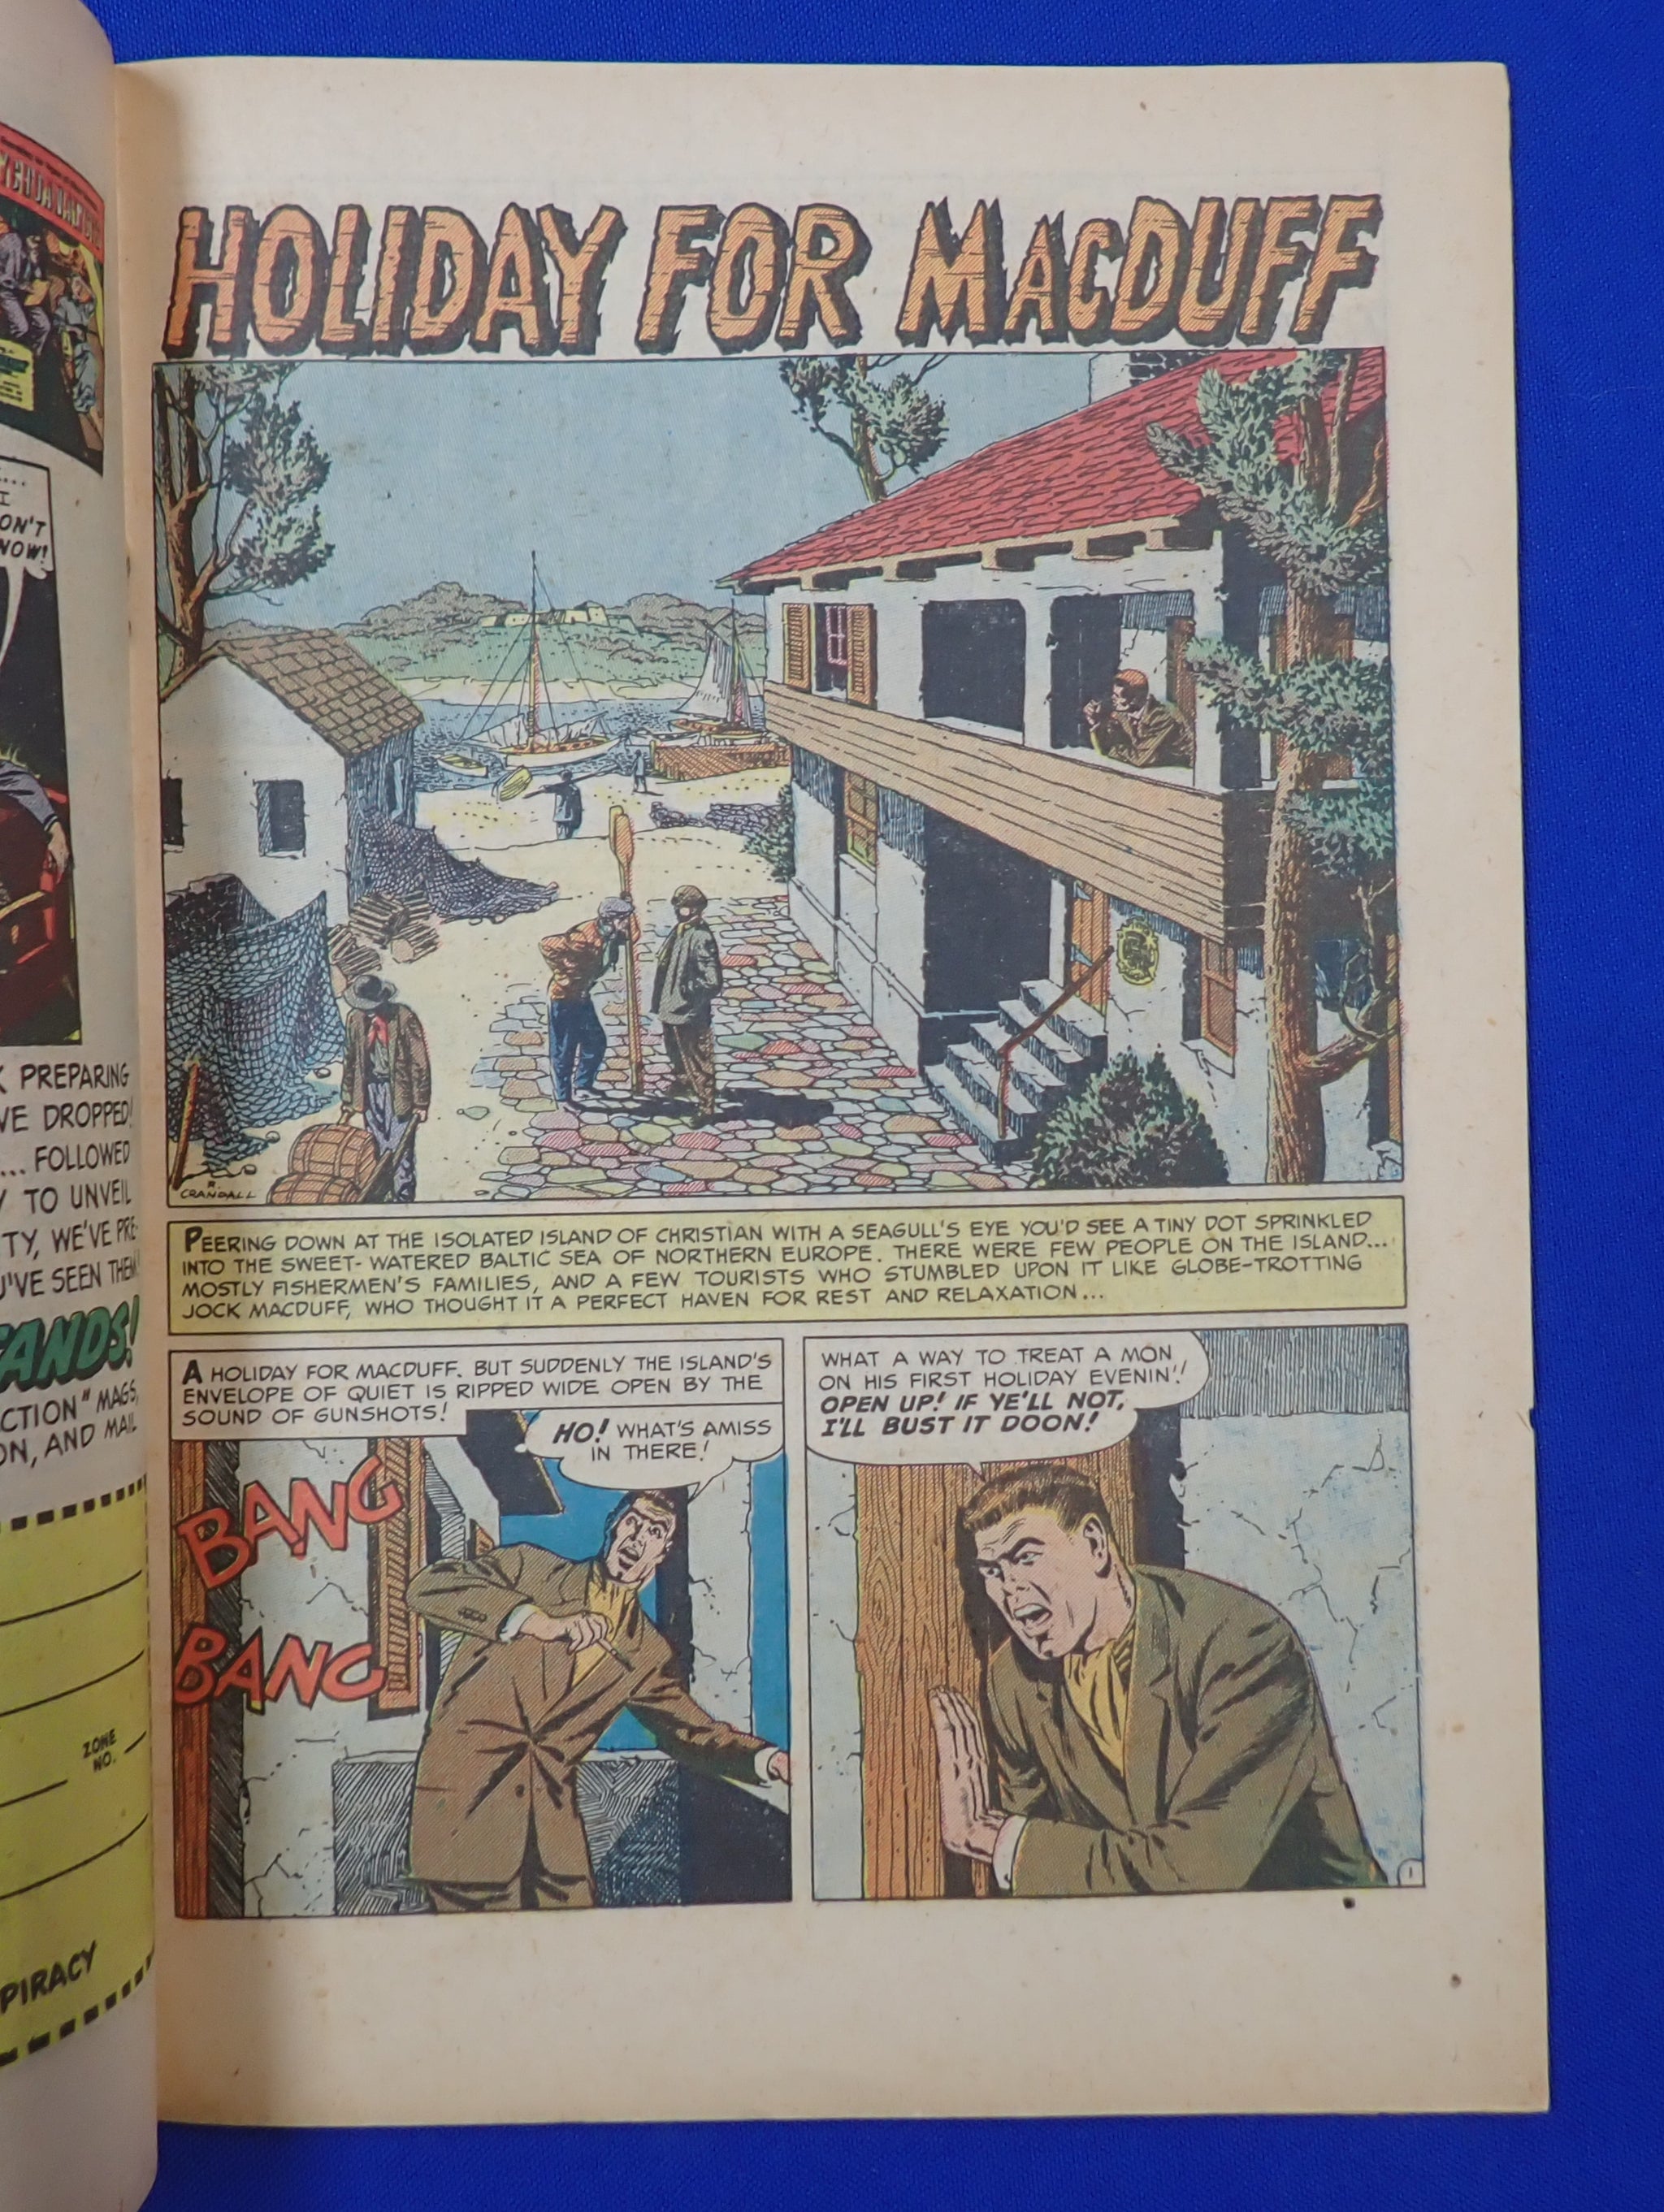 HOLIDAY FOR MACDUFF
R.
CRANDALL
PEERING DOWN AT THE ISOLATED ISLAND OF CHRISTIAN WITH A SEAGULL'S EYE YOU'D SEE A TINY DOT SPRINKLED
INTO THE SWEET-WATERED BALTIC SEA OF NORTHERN EUROPE. THERE WERE FEW PEOPLE ON THE ISLAND...
MOSTLY FISHERMEN'S FAMILIES, AND A FEW TOURISTS WHO STUMBLED UPON IT LIKE GLOBE-TROTTING
JOCK MACDUFF, WHO THOUGHT IT A PERFECT HAVEN FOR REST AND RELAXATION...
A HOLIDAY FOR MACDUFF. BUT SUDDENLY THE ISLAND'S
ENVELOPE OF QUIET IS RIPPED WIDE OPEN BY THE
SOUND OF GUNSHOTS!
HO! WHAT'S AMISS
IN THERE!
BANG
BANG
WHAT A WAY TO TREAT A MON
ON HIS FIRST HOLIDAY EVENIN'!
OPEN UP! IF YE'LL NOT,
I'LL BUST IT DOON!
1
....
I
ON'T
NOW!
PREPARING
VE DROPPED!
... FOLLOWED
TO UNVEIL
TY, WE'VE PRE-
U'VE SEEN THEM!
ANDS!
CTION" MAGS,
ON, AND MAIL
ZONE
NO.
PIRACY